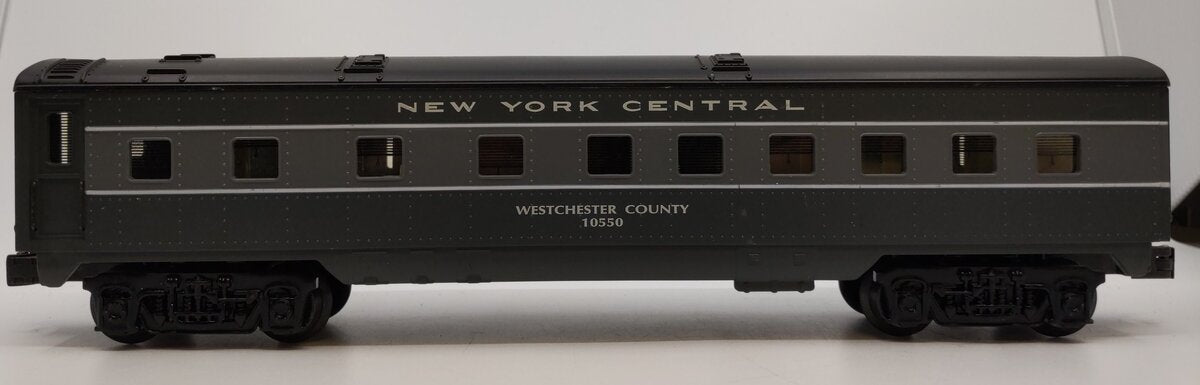 NEW YORK CENTRAL
WESTCHESTER COUNTY
10550